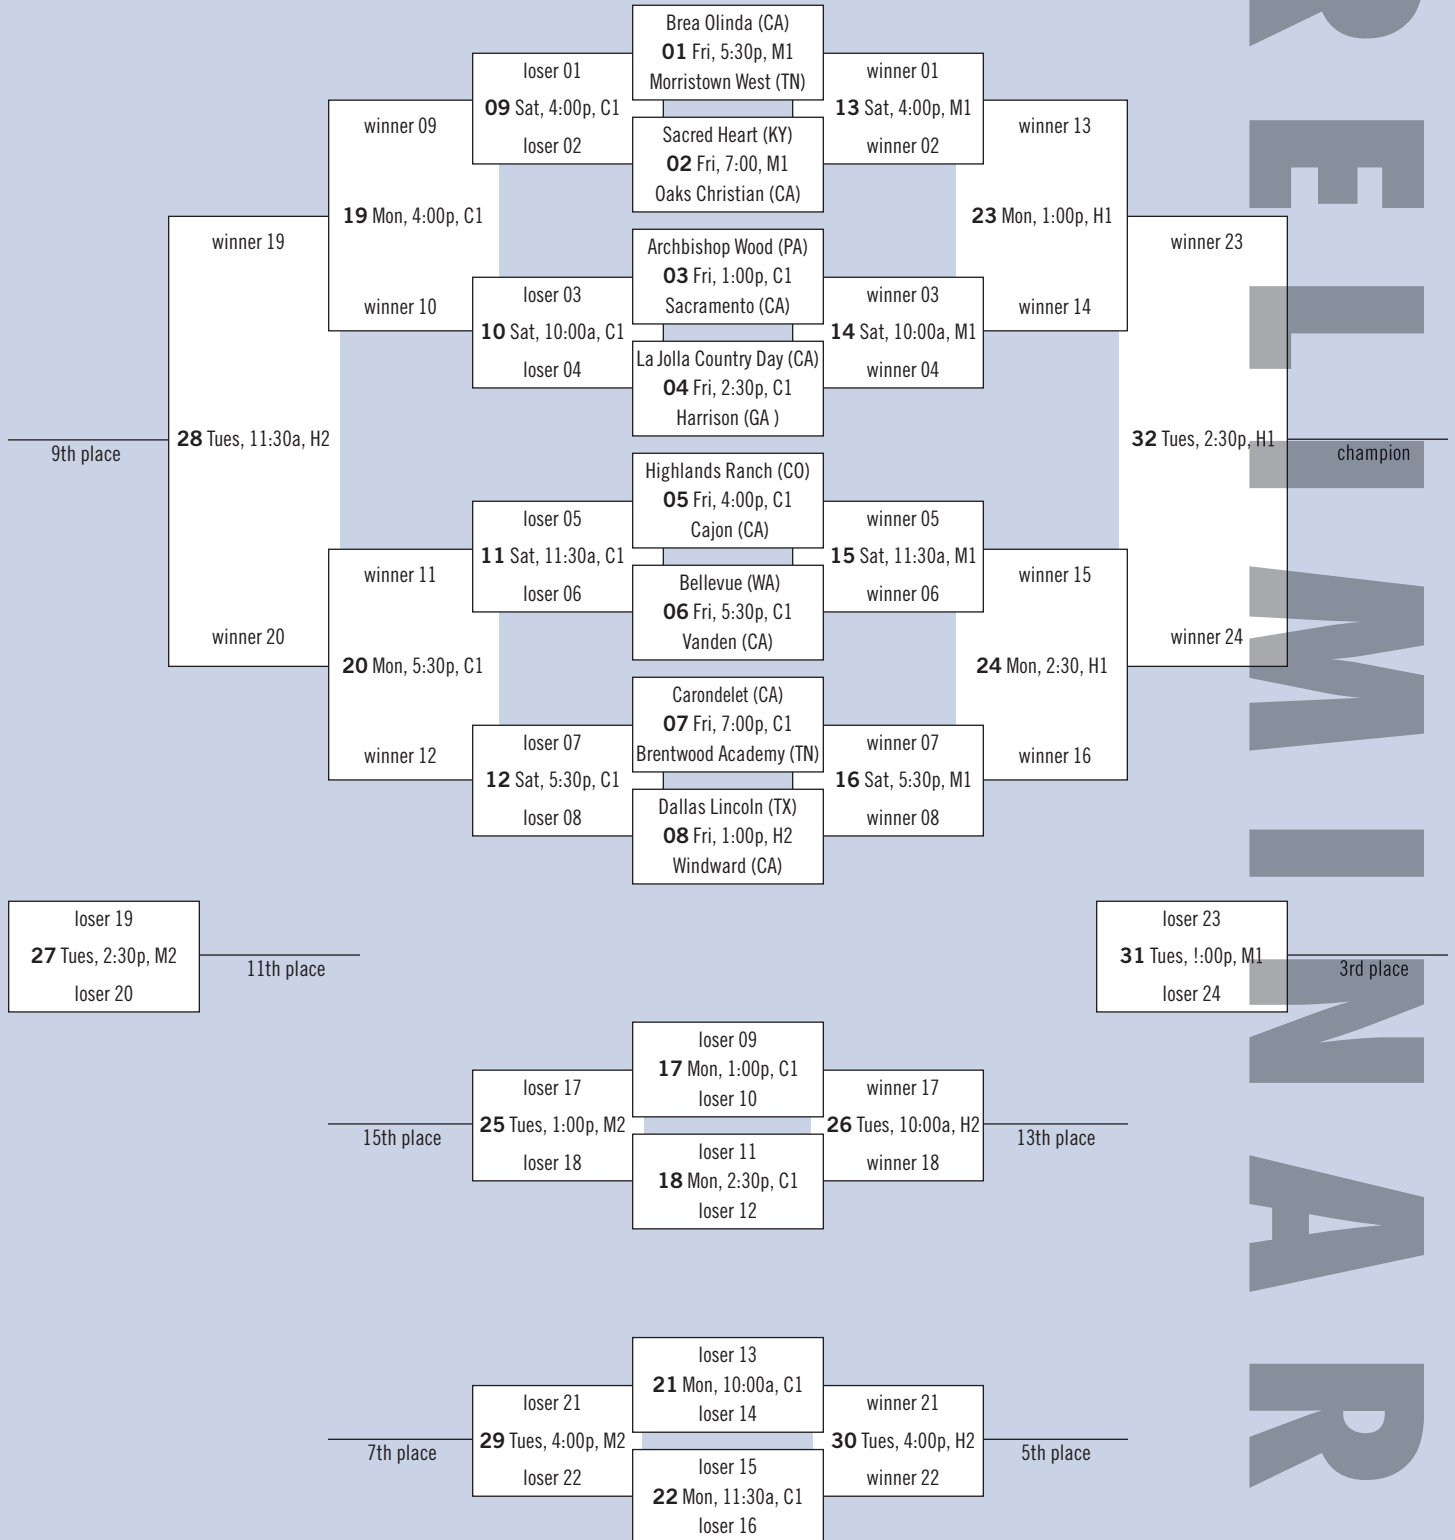 Brea Olinda (CA)
01 Fri, 5:30p, M1
Morristown West (TN)
Sacred Heart (KY)
02 Fri, 7:00, M1
Oaks Christian (CA)
Archbishop Wood (PA)
03 Fri, 1:00p, C1
Sacramento (CA)
La Jolla Country Day (CA)
04 Fri, 2:30p, C1
Harrison (GA )
Highlands Ranch (CO)
05 Fri, 4:00p, C1
Cajon (CA)
Bellevue (WA)
06 Fri, 5:30p, C1
Vanden (CA)
Carondelet (CA)
07 Fri, 7:00p, C1
Brentwood Academy (TN)
Dallas Lincoln (TX)
08 Fri, 1:00p, H2
Windward (CA)
loser 01
09 Sat, 4:00p, C1
loser 02
loser 03
10 Sat, 10:00a, C1
loser 04
loser 05
11 Sat, 11:30a, C1
loser 06
loser 07
12 Sat, 5:30p, C1
loser 08
winner 01
13 Sat, 4:00p, M1
winner 02
winner 03
14 Sat, 10:00a, M1
winner 04
winner 05
15 Sat, 11:30a, M1
winner 06
winner 07
16 Sat, 5:30p, M1
winner 08
winner 09
19 Mon, 4:00p, C1
winner 10
winner 11
20 Mon, 5:30p, C1
winner 12
winner 13
23 Mon, 1:00p, H1
winner 14
winner 15
24 Mon, 2:30, H1
winner 16
winner 19
28 Tues, 11:30a, H2
winner 20
9th place
winner 23
32 Tues, 2:30p, H1
winner 24
champion
loser 19
27 Tues, 2:30p, M2
loser 20
11th place
loser 23
31 Tues, !:00p, M1
loser 24
3rd place
loser 09
17 Mon, 1:00p, C1
loser 10
loser 11
18 Mon, 2:30p, C1
loser 12
loser 17
25 Tues, 1:00p, M2
loser 18
15th place
winner 17
26 Tues, 10:00a, H2
winner 18
13th place
loser 13
21 Mon, 10:00a, C1
loser 14
loser 15
22 Mon, 11:30a, C1
loser 16
loser 21
29 Tues, 4:00p, M2
loser 22
7th place
winner 21
30 Tues, 4:00p, H2
winner 22
5th place
RELIMINAR